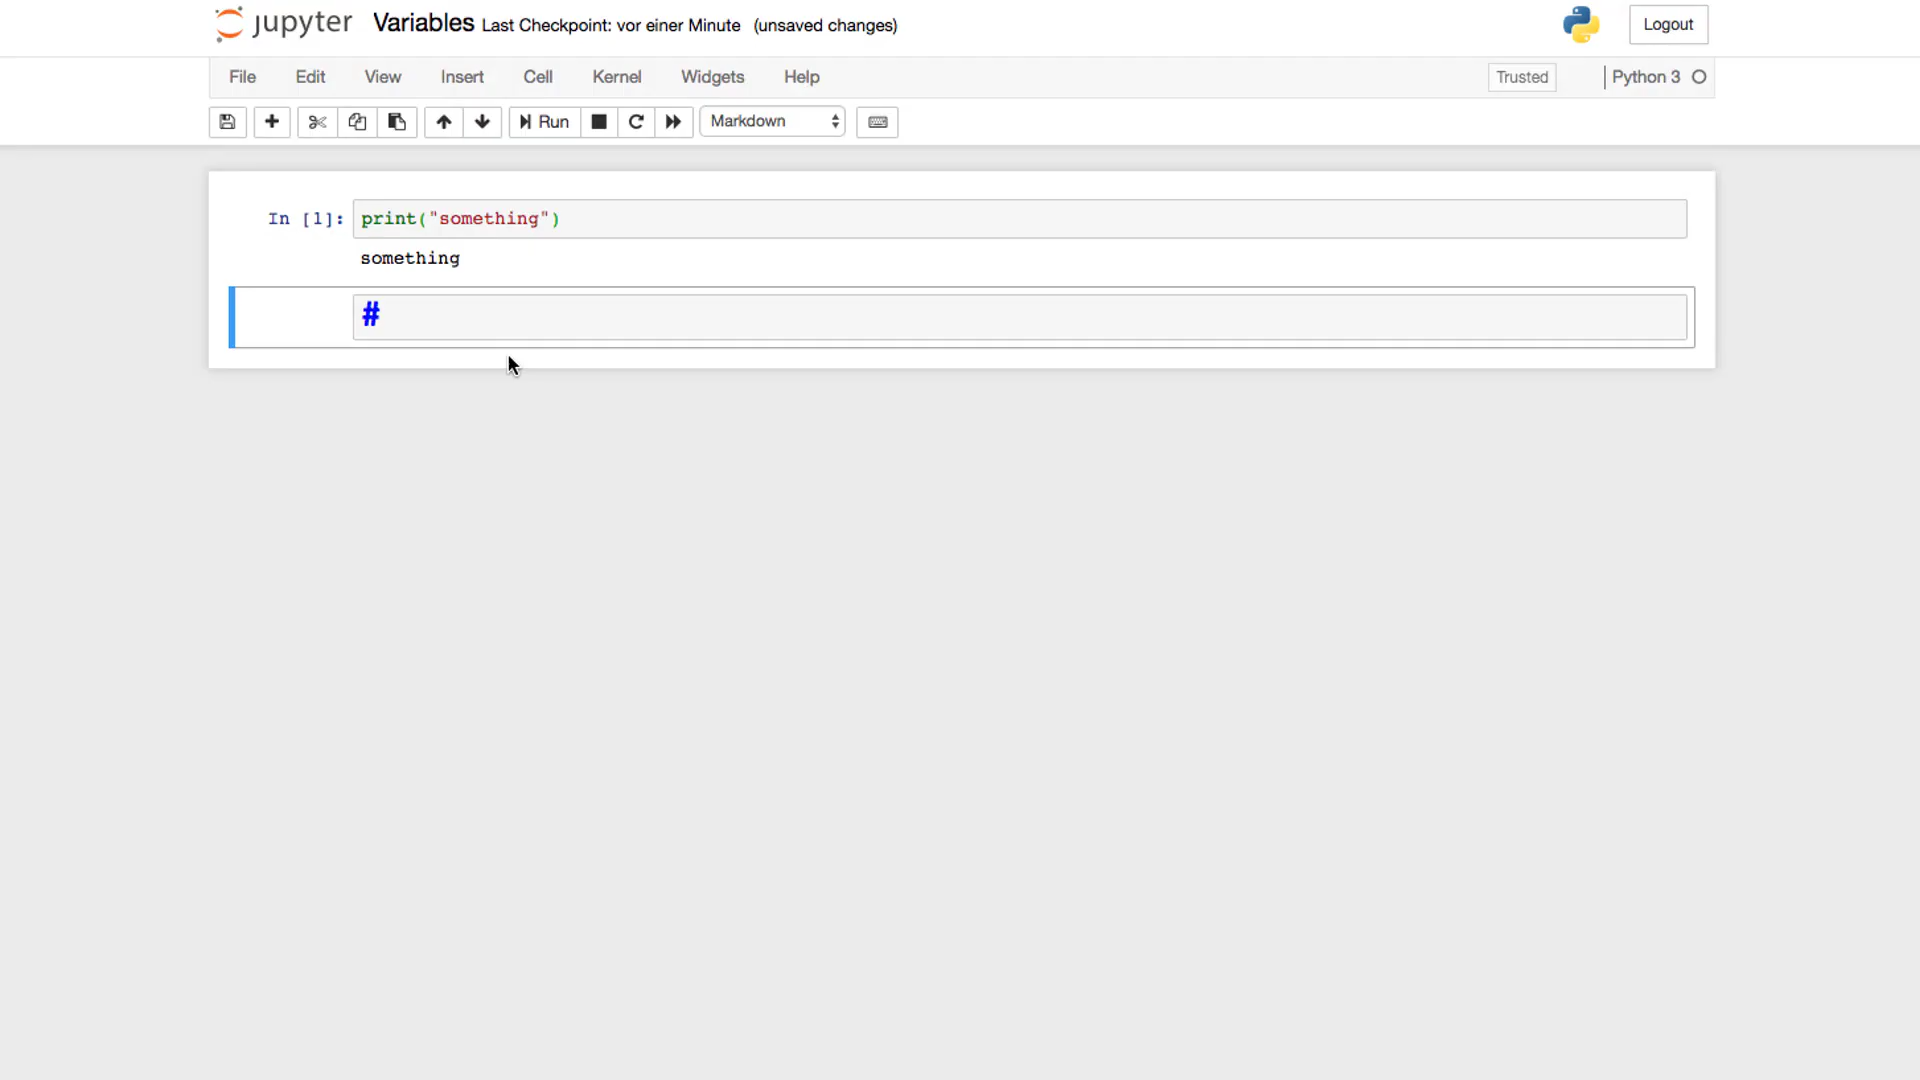 jupyter Variables Last Checkpoint: vor einer Minute (unsaved changes) Logout
File Edit View Insert Cell Kernel Widgets Help Trusted Python 3
Run Markdown
In [1]: print("something")
something
#